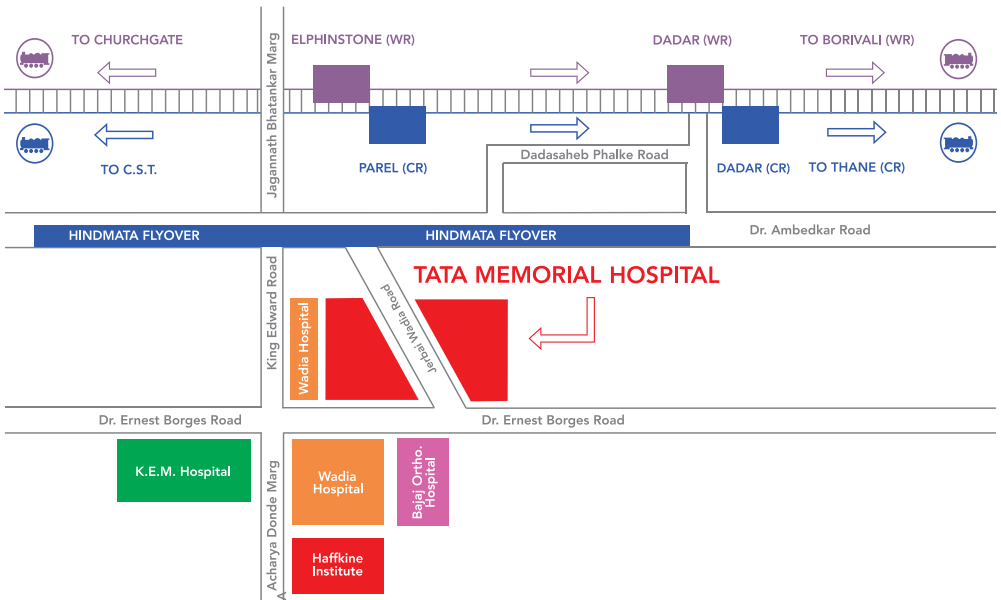 TO CHURCHGATE
ELPHINSTONE (WR)
DADAR (WR)
TO BORIVALI (WR)
Jagannath Bhatankar Marg
TO C.S.T.
PAREL (CR)
Dadasaheb Phalke Road
DADAR (CR)
TO THANE (CR)
HINDMATA FLYOVER
HINDMATA FLYOVER
Dr. Ambedkar Road
King Edward Road
Wadia Hospital
Jerbai Wadia Road
TATA MEMORIAL HOSPITAL
Dr. Ernest Borges Road
Dr. Ernest Borges Road
K.E.M. Hospital
Acharya Donde Marg
Wadia
Hospital
Bajaj Ortho.
Hospital
Haffkine
Institute